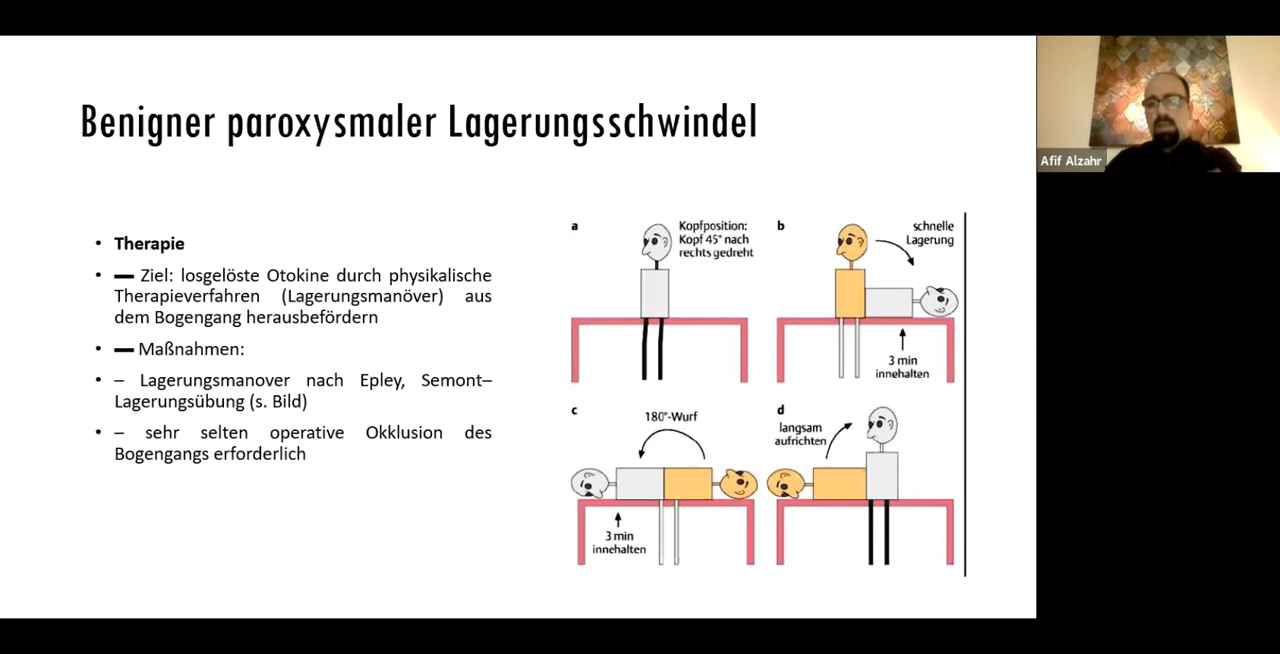 Benigner paroxysmaler Lagerungsschwindel
• Therapie
• — Ziel: losgelöste Otokine durch physikalische
Therapieverfahren (Lagerungsmanöver) aus
dem Bogengang herausbefördern
• — Maßnahmen:
• – Lagerungsmanover nach Epley, Semont–
Lagerungsübung (s. Bild)
• – sehr selten operative Okklusion des
Bogengangs erforderlich
a
Kopfposition:
Kopf 45° nach
rechts gedreht
b
schnelle
Lagerung
3 min
innehalten
c
180°-Wurf
3 min
innehalten
d
langsam
aufrichten
Afif Alzahr